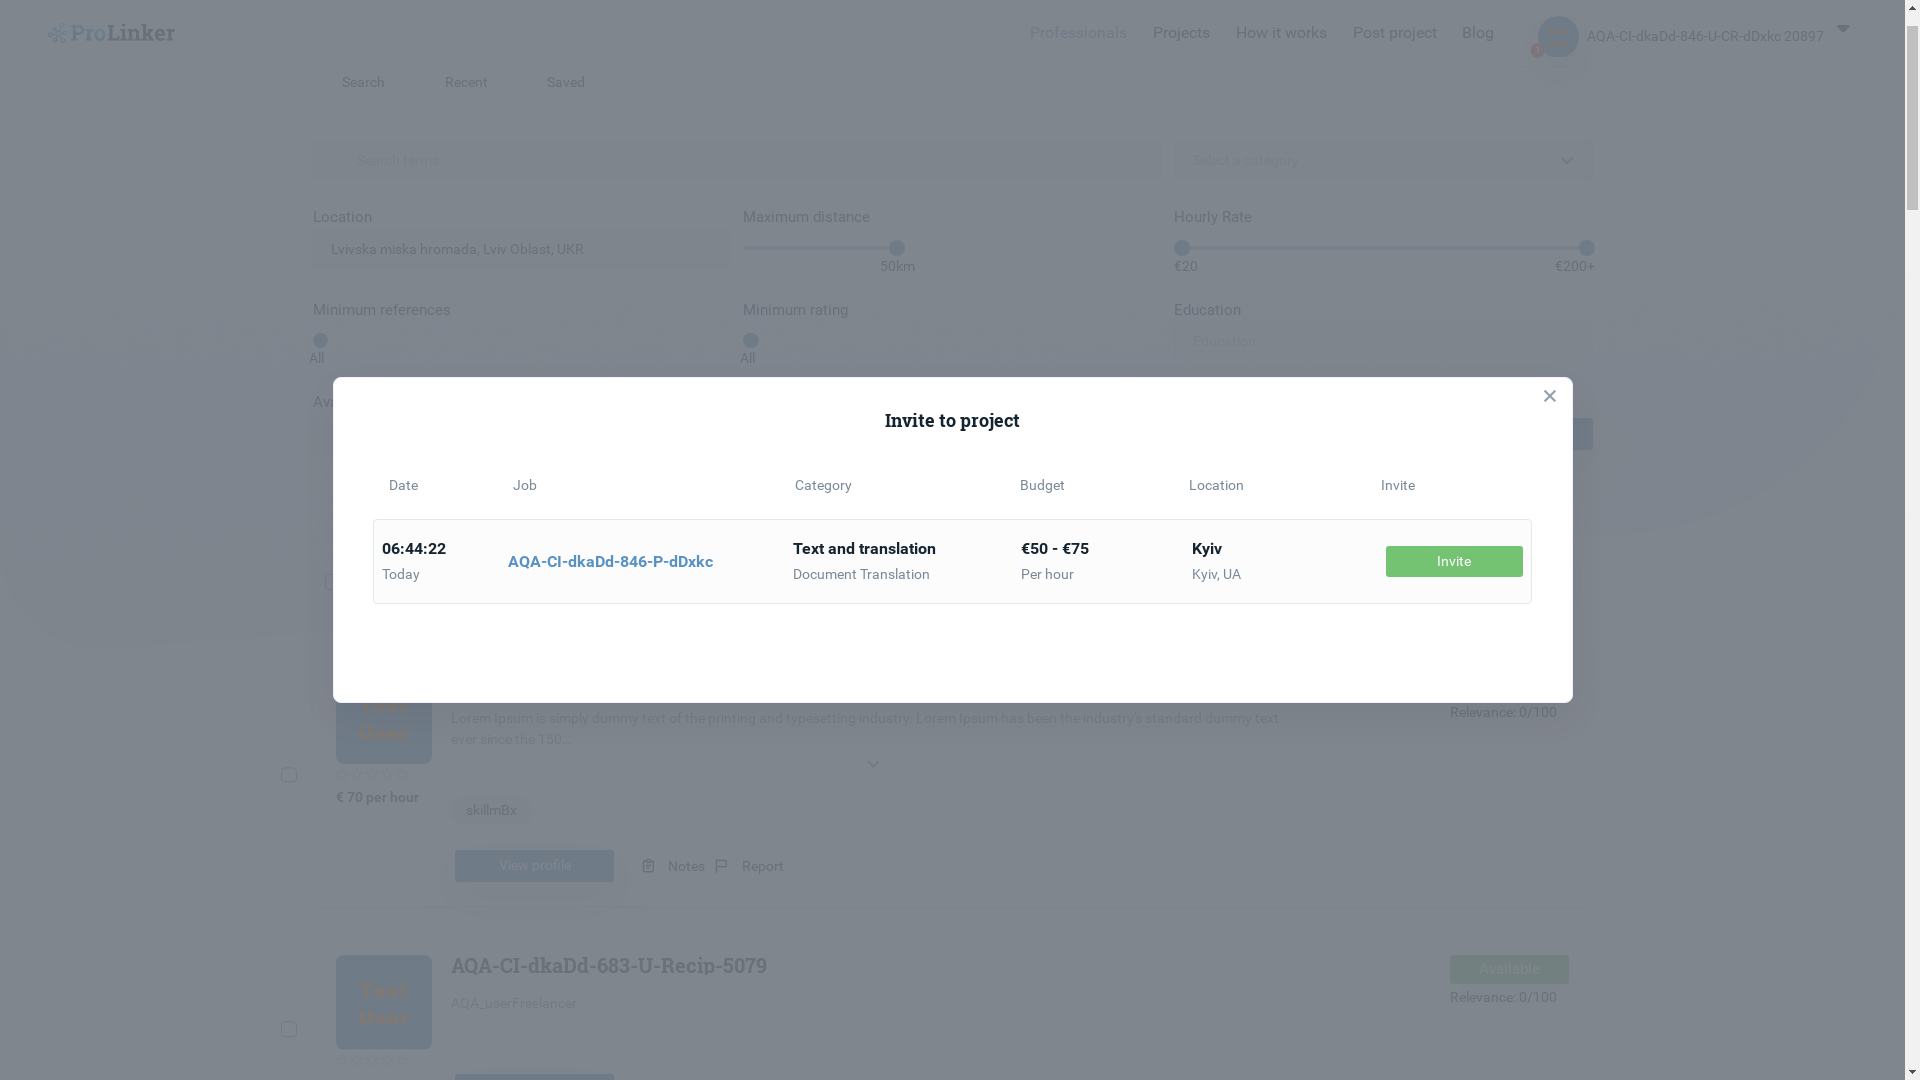 ProLinker
Professionals
Projects
How it works
Post project
Blog
1
AQA-CI-dkaDd-846-U-CR-dDxkc 20897
Search
Recent
Saved
Search terms
Select a category
Location
Maximum distance
Hourly Rate
Lvivska miska hromada, Lviv Oblast, UKR
50km
€20
€200+
Minimum references
Minimum rating
Education
All
All
Education
Invite to project
Date
Job
Category
Budget
Location
Invite
06:44:22
Today
AQA-CI-dkaDd-846-P-dDxkc
Text and translation
Document Translation
€50 - €75
Per hour
Kyiv
Kyiv, UA
Invite
Lorem Ipsum is simply dummy text of the printing and typesetting industry. Lorem Ipsum has been the industry's standard dummy text
ever since the 150...
Relevance: 0/100
€ 70 per hour
skillmBx
View profile
Notes
Report
AQA-CI-dkaDd-683-U-Recip-5079
AQA_userFreelancer
Test
User
Available
Relevance: 0/100